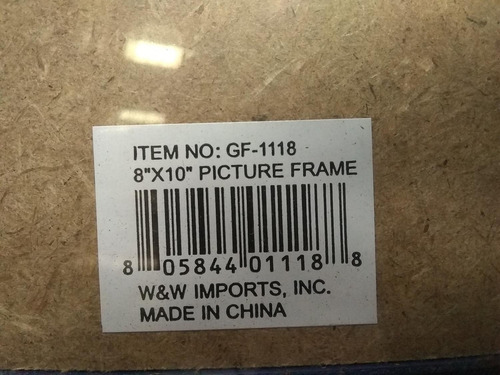 ITEM NO: GF-1118
8"X10" PICTURE FRAME
8 05844 01118 8
W&W IMPORTS, INC.
MADE IN CHINA